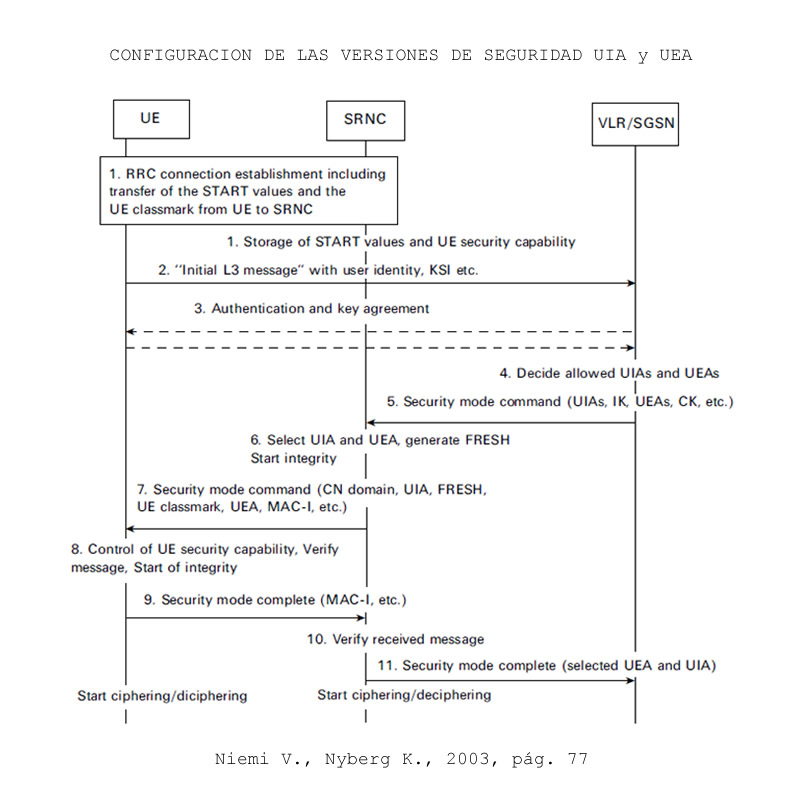 CONFIGURACION DE LAS VERSIONES DE SEGURIDAD UIA y UEA
UE
SRNC
VLR/SGSN
1. RRC connection establishment including
transfer of the START values and the
UE classmark from UE to SRNC
1. Storage of START values and UE security capability
2. "Initial L3 message" with user identity, KSI etc.
3. Authentication and key agreement
4. Decide allowed UIAs and UEAs
5. Security mode command (UIAs, IK, UEAs, CK, etc.)
6. Select UIA and UEA, generate FRESH
Start integrity
7. Security mode command (CN domain, UIA, FRESH,
UE classmark, UEA, MAC-I, etc.)
8. Control of UE security capability, Verify
message, Start of integrity
9. Security mode complete (MAC-I, etc.)
10. Verify received message
11. Security mode complete (selected UEA and UIA)
Start ciphering/diciphering
Start ciphering/deciphering
Niemi V., Nyberg K., 2003, pág. 77